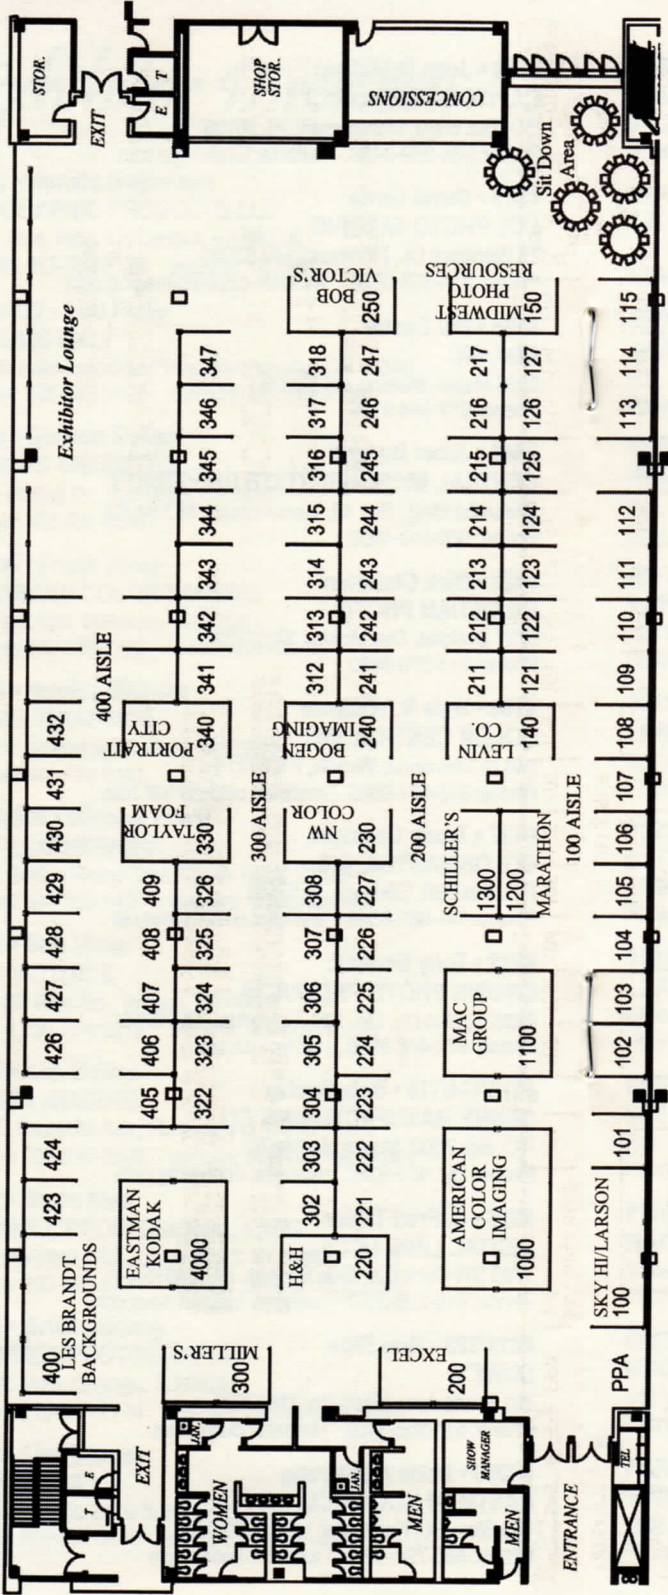 STOR.
424
423
426
427
428
429
430
431
432
Exhibitor Lounge
400 LES BRANDT
BACKGROUNDS
400 AISLE
EXIT
E
T
EXIT
E
T
EASTMAN
KODAK
4000
405
406
407
408
409
TAYLOR
FOAM
330
PORTRAIT
CITY
340
322
323
324
325
326
341
342
343
344
345
346
347
SHOP
STOR.
JAN.
WOMEN
MILLER'S
300
300 AISLE
H&H
220
302
303
304
305
306
307
308
NW
COLOR
230
BOGEN
IMAGING
240
312
313
314
315
316
317
318
BOB
VICTOR'S
250
221
222
223
224
225
226
227
241
242
243
244
245
246
247
CONCESSIONS
JAN.
MEN
EXCEL
200
200 AISLE
AMERICAN
COLOR
IMAGING
1000
MAC
GROUP
1100
SCHILLER'S
1300
1200
MARATHON
LEVIN
CO
140
211
212
213
214
215
216
217
MIDWEST
PHOTO
RESOURCES
150
121
122
123
124
125
126
127
Sit Down
Area
SHOW
MANAGER
MEN
100 AISLE
ENTRANCE
TEL
PPA
SKY HI/LARSON
100
101
102
103
104
105
106
107
108
109
110
111
112
113
114
115